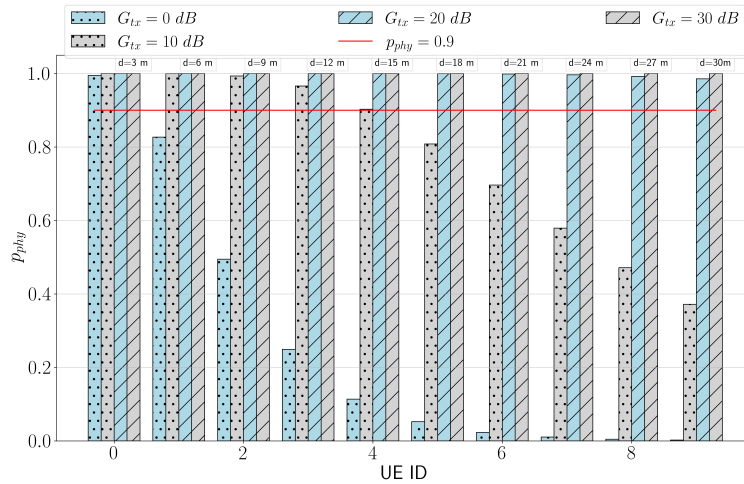 G_tx = 0 dB
G_tx = 20 dB
G_tx = 30 dB
G_tx = 10 dB
p_phy = 0.9
d=3 m
d=6 m
d=9 m
d=12 m
d=15 m
d=18 m
d=21 m
d=24 m
d=27 m
d=30m
1.0
0.8
0.6
0.4
0.2
0.0
p_phy
0
2
4
6
8
UE ID